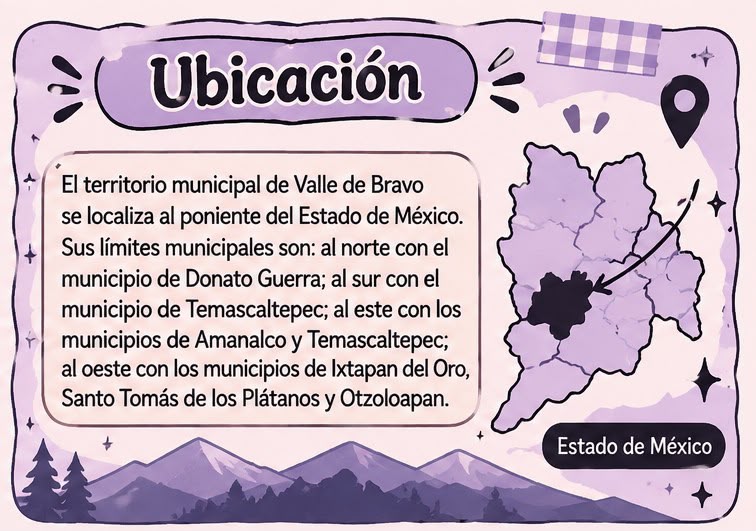 Ubicación
El territorio municipal de Valle de Bravo
se localiza al poniente del Estado de México.
Sus límites municipales son: al norte con el
municipio de Donato Guerra; al sur con el
municipio de Temascaltepec; al este con los
municipios de Amanalco y Temascaltepec;
al oeste con los municipios de Ixtapan del Oro,
Santo Tomás de los Plátanos y Otzoloapan.
Estado de México